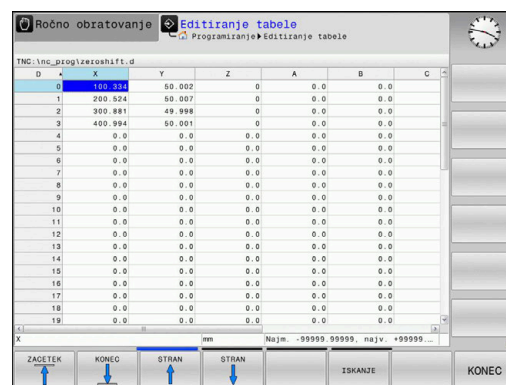 Ročno obratovanje
Editiranje tabele
Programiranje Editiranje tabele
TNC:\nc_prog\zeroshift.d
D X Y Z A B C
0 100.334 50.002 0 0.0 0.0
1 200.524 50.007 0 0.0 0.0
2 300.881 49.998 0 0.0 0.0
3 400.994 50.001 0 0.0 0.0
4 0.0 0.0 0.0 0.0 0.0
5 0.0 0.0 0.0 0.0 0.0
6 0.0 0.0 0.0 0.0 0.0
7 0.0 0.0 0.0 0.0 0.0
8 0.0 0.0 0.0 0.0 0.0
9 0.0 0.0 0.0 0.0 0.0
10 0.0 0.0 0.0 0.0 0.0
11 0.0 0.0 0.0 0.0 0.0
12 0.0 0.0 0.0 0.0 0.0
13 0.0 0.0 0.0 0.0 0.0
14 0.0 0.0 0.0 0.0 0.0
15 0.0 0.0 0.0 0.0 0.0
16 0.0 0.0 0.0 0.0 0.0
17 0.0 0.0 0.0 0.0 0.0
18 0.0 0.0 0.0 0.0 0.0
19 0.0 0.0 0.0 0.0 0.0
X mm Najm. -99999.99999, najv. +99999....
ZACETEK KONEC STRAN STRAN ISKANJE KONEC